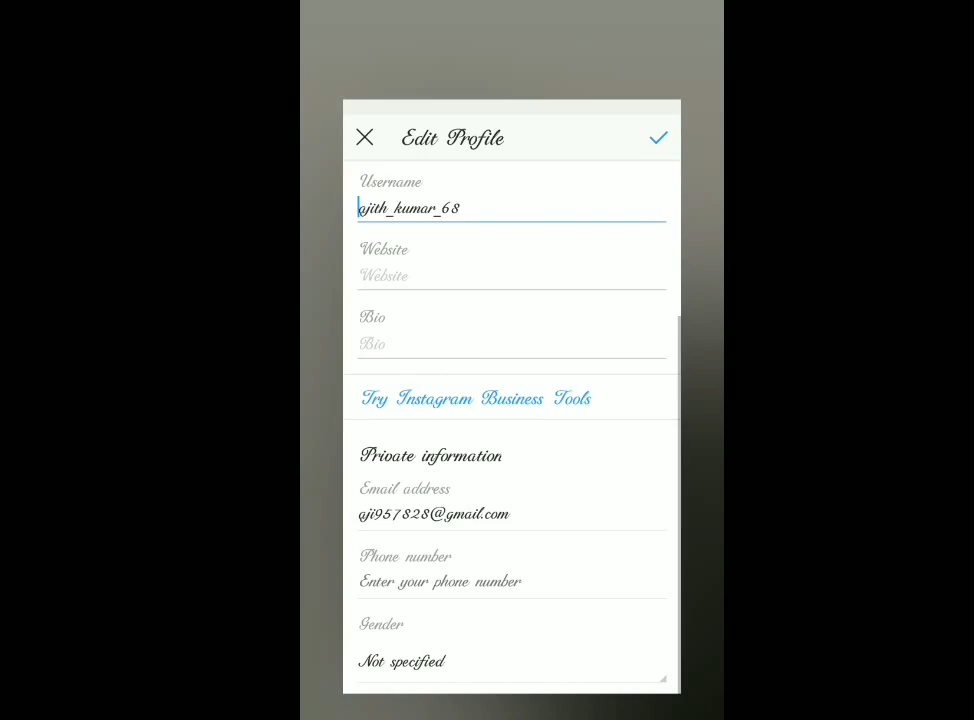 Edit Profile
Username
ajith_kumar_68
Website
Website
Bio
Bio
Try Instagram Business Tools
Private information
Email address
aji957828@gmail.com
Phone number
Enter your phone number
Gender
Not specified